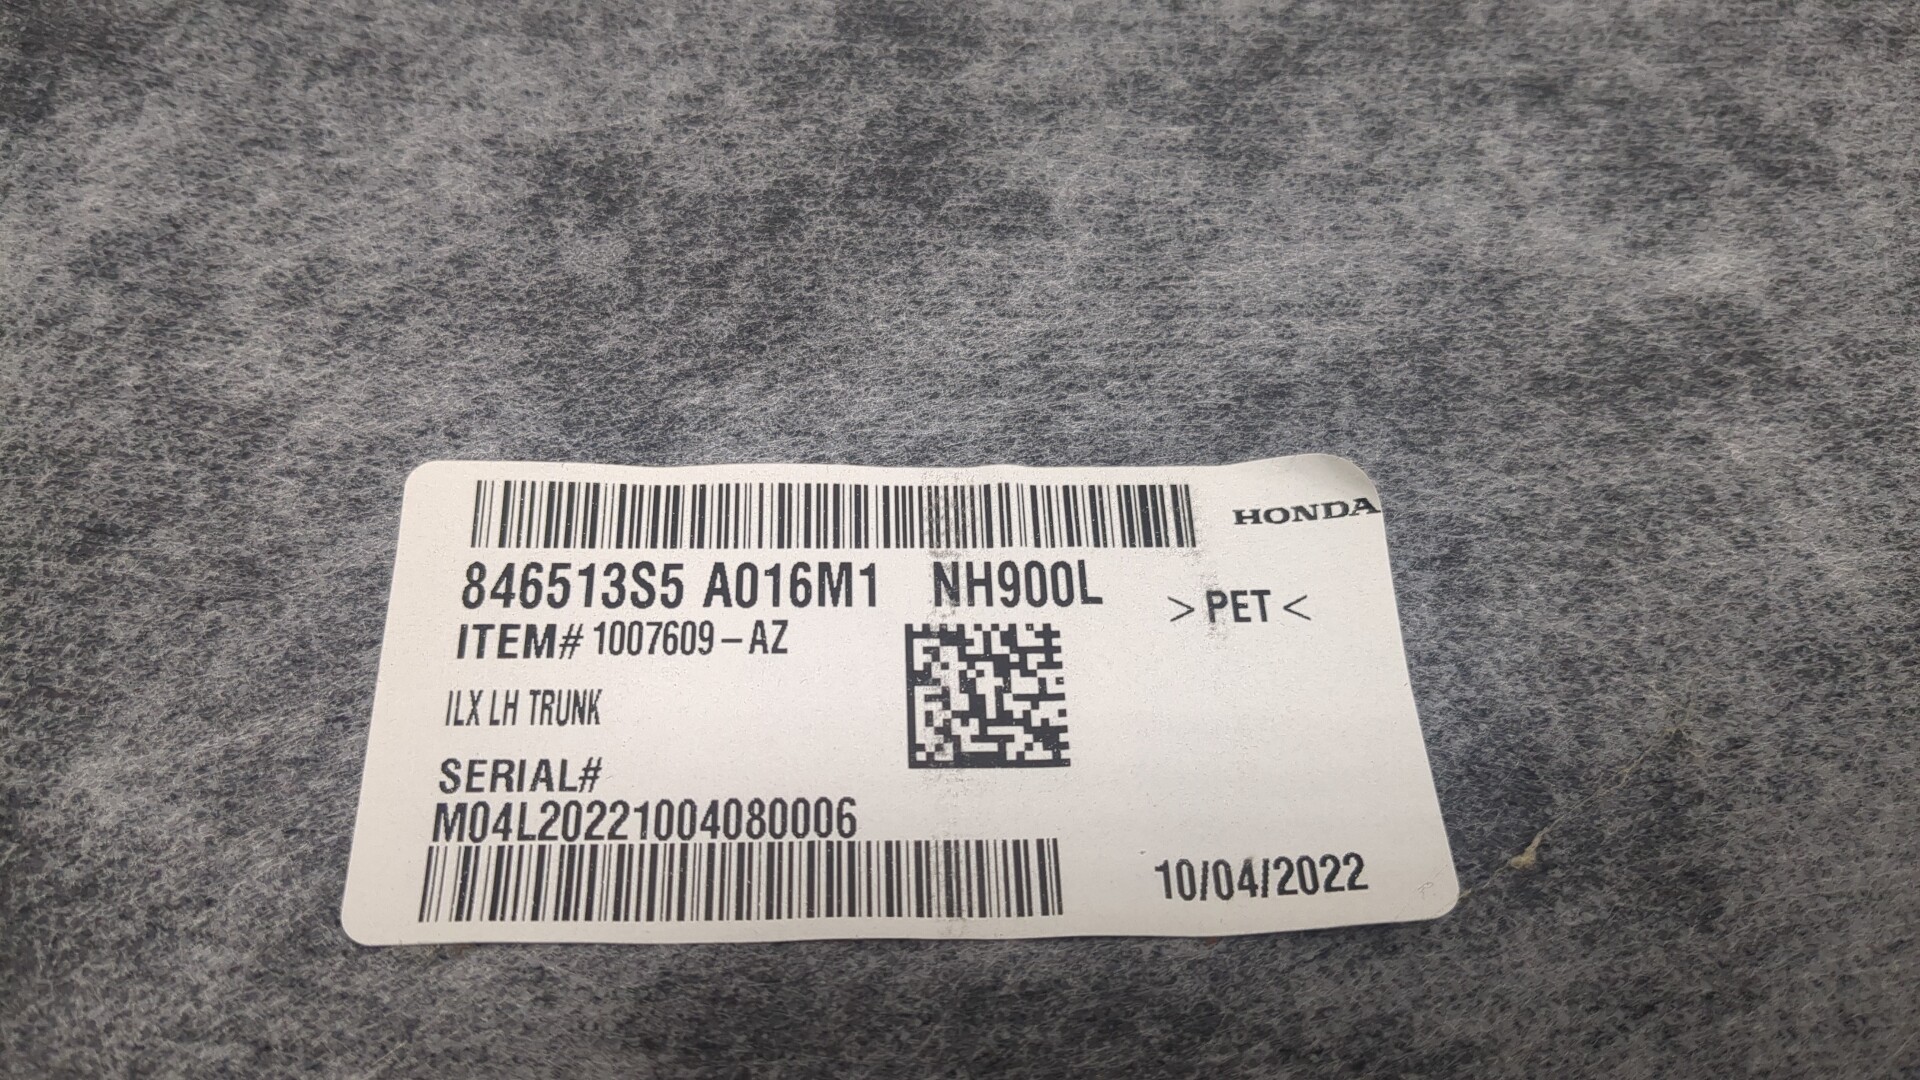 HONDA
846513S5 A016M1 NH900L
>PET<
ITEM# 1007609-AZ
ILX LH TRUNK
SERIAL#
M04L20221004080006
10/04/2022